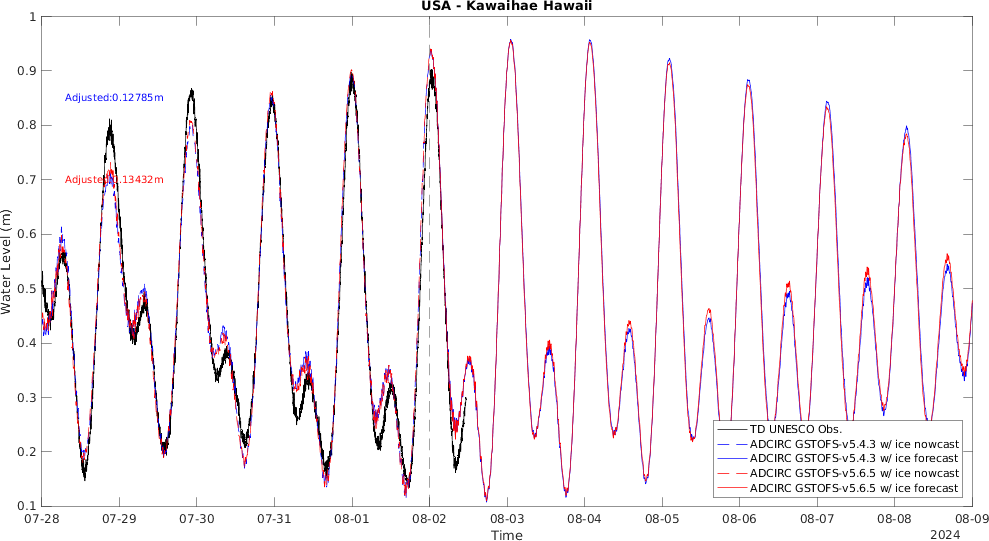 USA - Kawaihae Hawaii
1
0.9
0.8
0.7
0.6
0.5
0.4
0.3
0.2
0.1
Water Level (m)
Adjusted:0.12785m
Adjusted:0.13432m
TD UNESCO Obs.
ADCIRC GSTOFS-v5.4.3 w/ ice nowcast
ADCIRC GSTOFS-v5.4.3 w/ ice forecast
ADCIRC GSTOFS-v5.6.5 w/ ice nowcast
ADCIRC GSTOFS-v5.6.5 w/ ice forecast
07-28 07-29 07-30 07-31 08-01 08-02 08-03 08-04 08-05 08-06 08-07 08-08 08-09
Time
2024